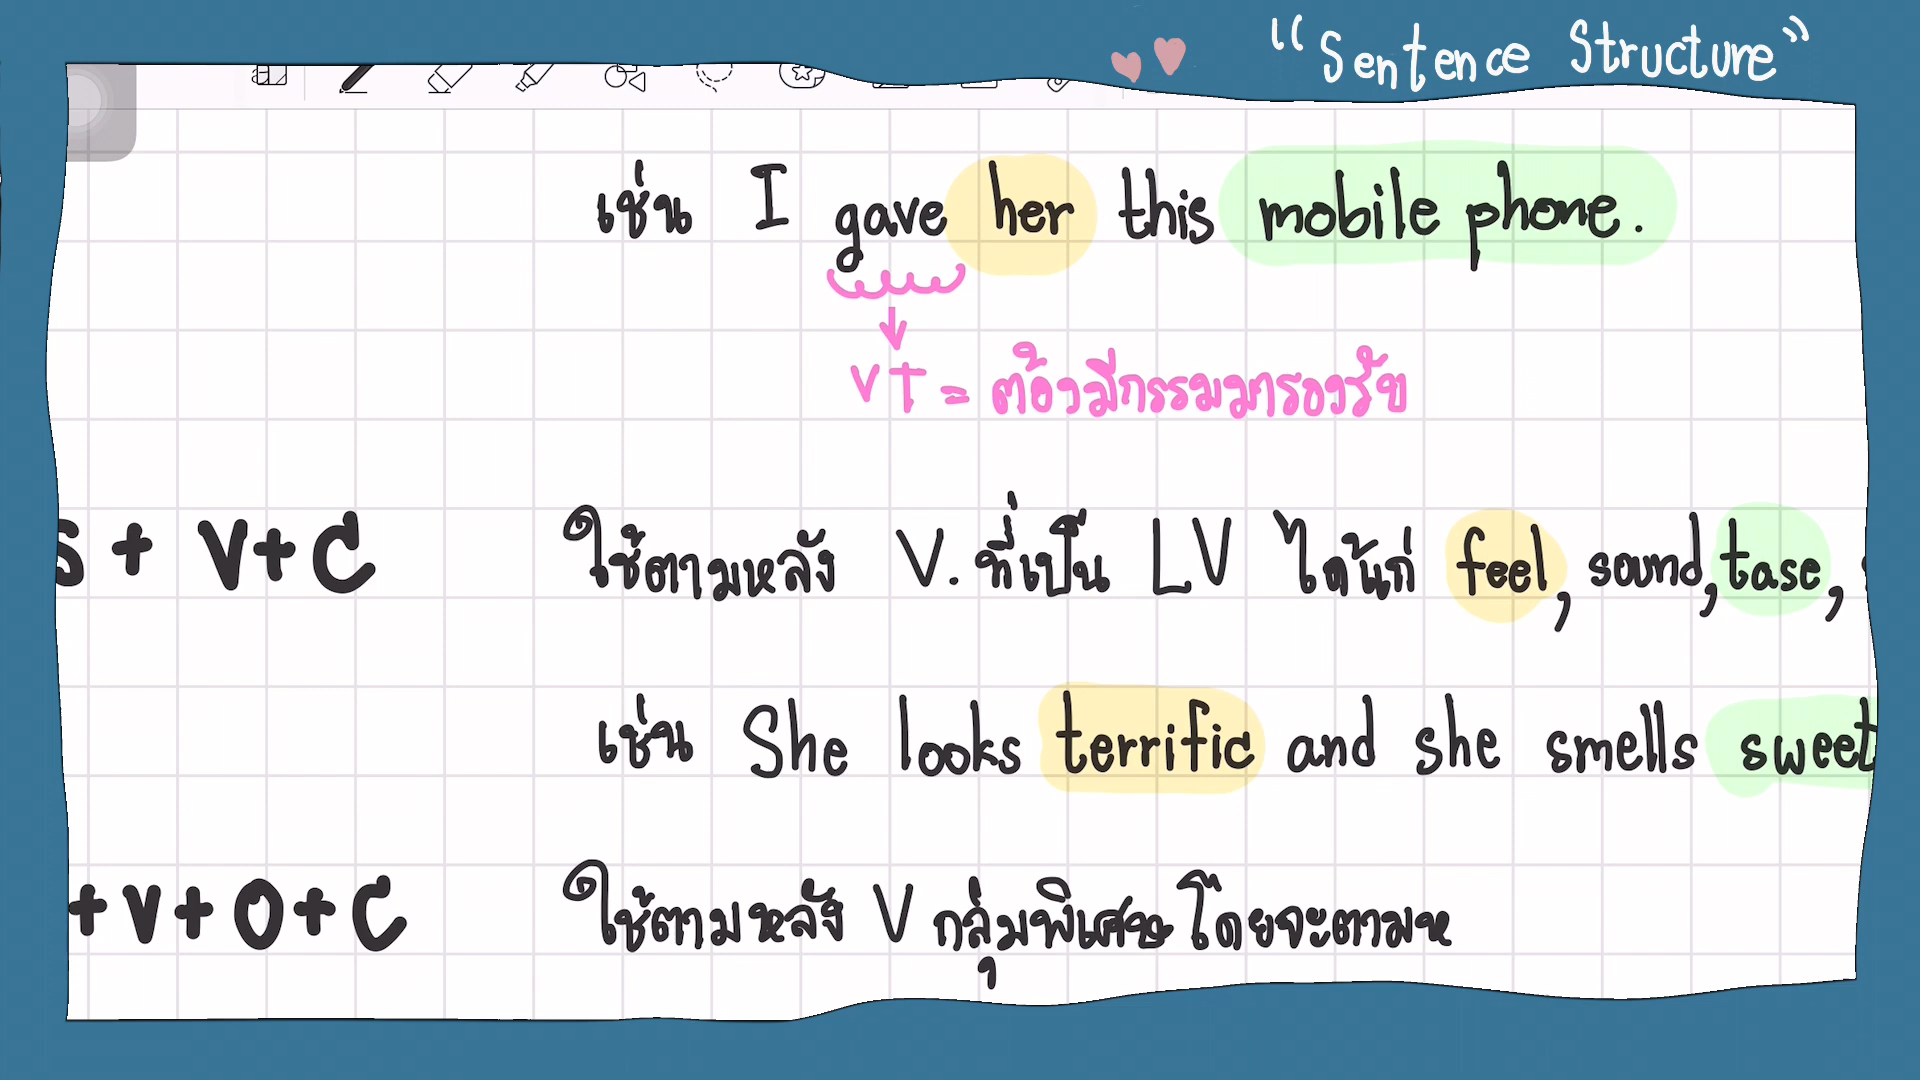 "Sentence Structure"
เช่น I gave her this mobile phone.
VT = ต้องมีกรรมมารองรับ
S + V + C ใช้ตามหลัง V. ที่เป็น LV ได้แก่ feel, sound, tase,
เช่น She looks terrific and she smells sweet
+ V + O + C ใช้ตามหลัง V กลุ่มพิเศษ โดยจะตามห